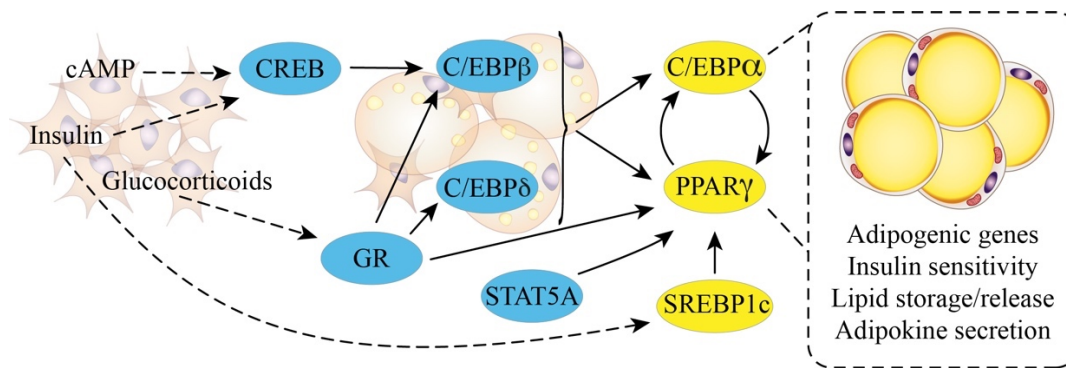 cAMP
CREB
C/EBPβ
C/EBPα
Insulin
Glucocorticoids
C/EBPδ
PPARγ
GR
STAT5A
SREBP1c
Adipogenic genes
Insulin sensitivity
Lipid storage/release
Adipokine secretion